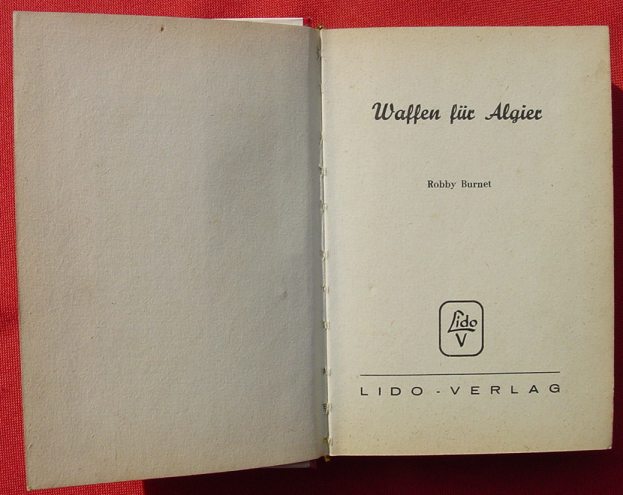 Waffen für Algier
Robby Burnet
Lido
V
LIDO-VERLAG